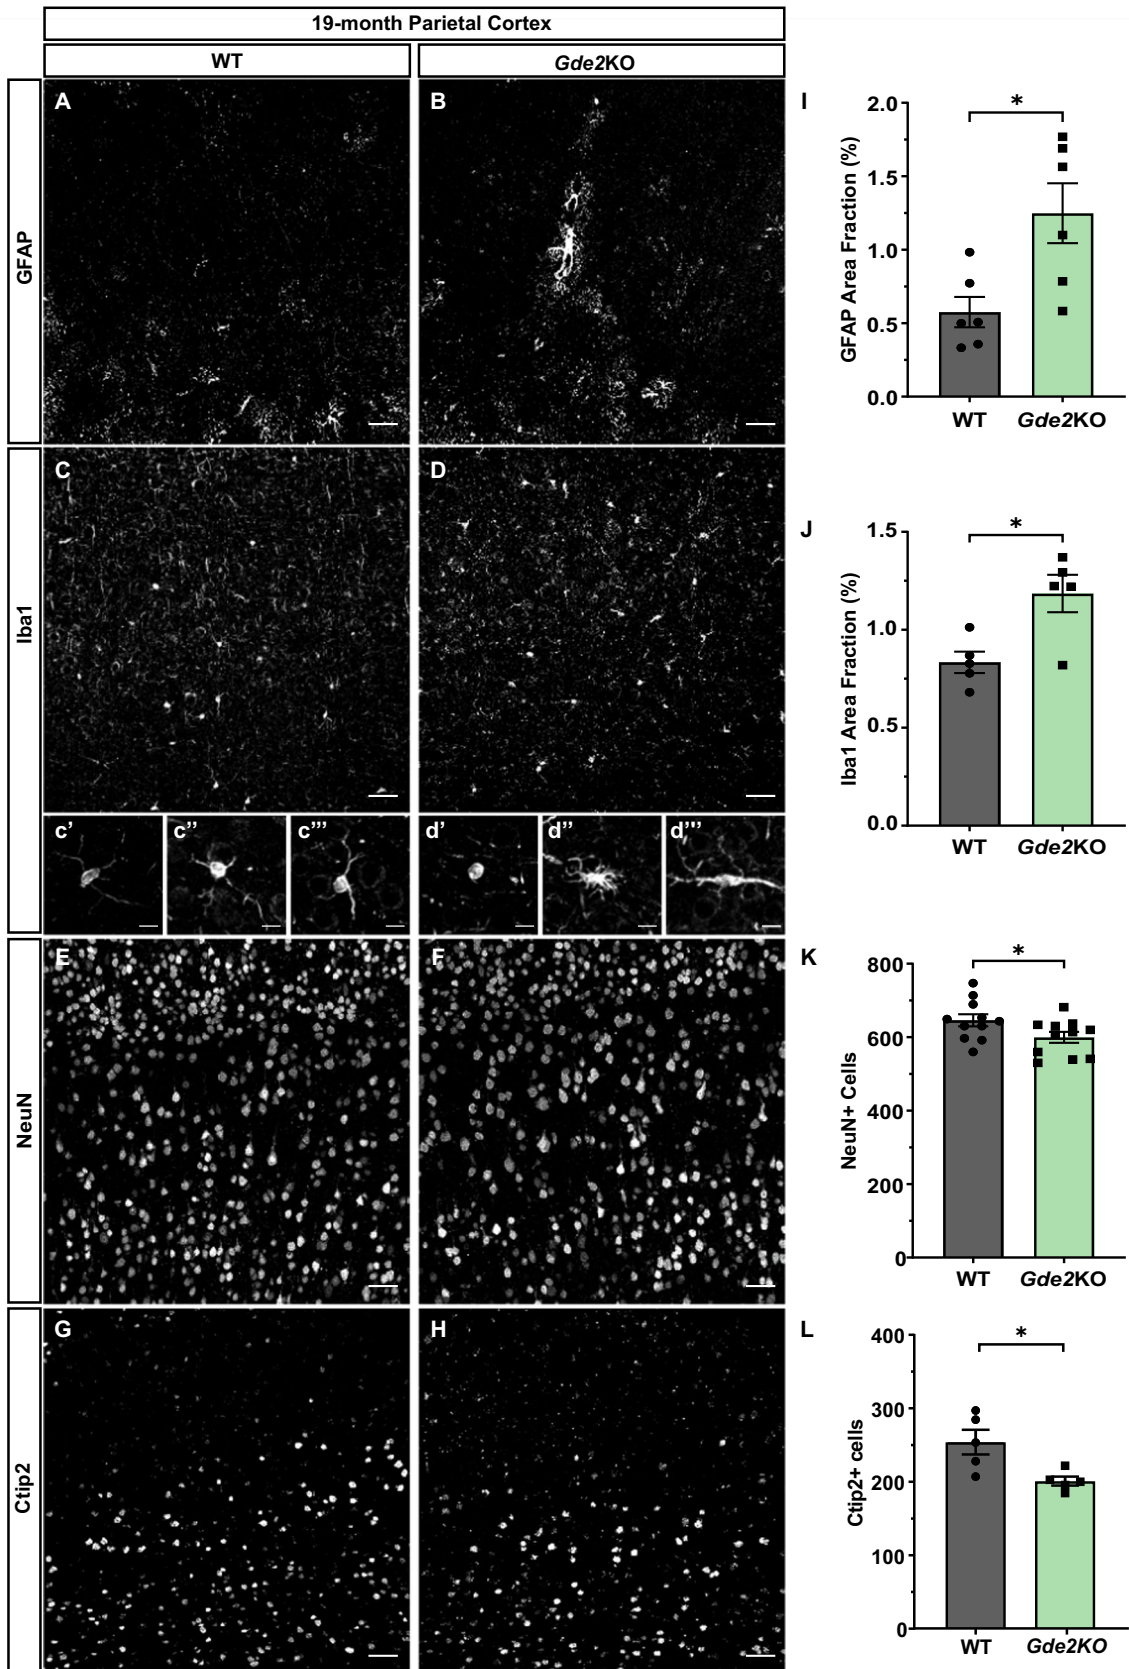 19-month Parietal Cortex
WT
Gde2KO
GFAP
A
B
I
2.0
1.5
1.0
0.5
0.0
GFAP Area Fraction (%)
*
WT
Gde2KO
Iba1
C
D
J
1.5
1.0
0.5
0.0
Iba1 Area Fraction (%)
*
WT
Gde2KO
c'
c''
c'''
d'
d''
d'''
NeuN
E
F
K
800
600
400
200
0
NeuN+ Cells
*
WT
Gde2KO
Ctip2
G
H
L
400
300
200
100
0
Ctip2+ cells
*
WT
Gde2KO